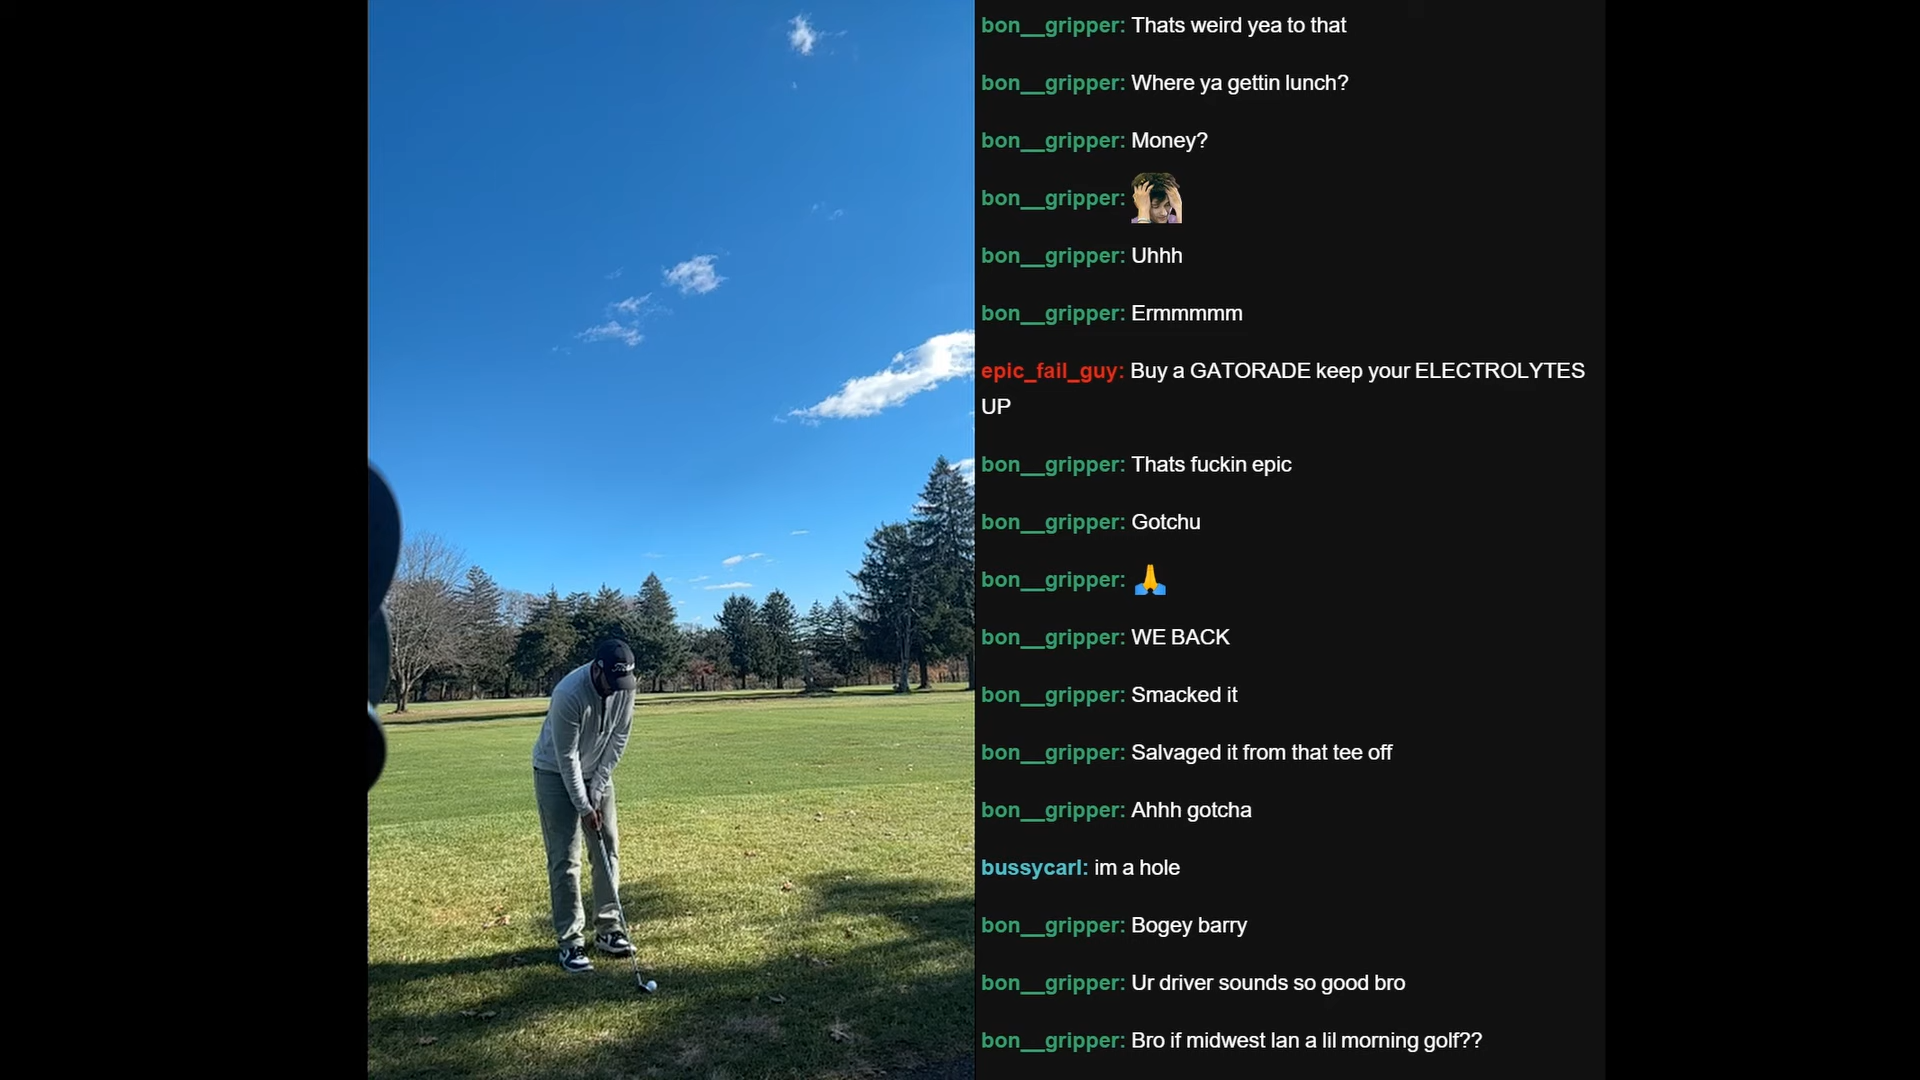 bon__gripper: Thats weird yea to that
bon__gripper: Where ya gettin lunch?
bon__gripper: Money?
bon__gripper:
bon__gripper: Uhhh
bon__gripper: Ermmmmm
epic_fail_guy: Buy a GATORADE keep your ELECTROLYTES
UP
bon__gripper: Thats fuckin epic
bon__gripper: Gotchu
bon__gripper: 🙏
bon__gripper: WE BACK
bon__gripper: Smacked it
bon__gripper: Salvaged it from that tee off
bon__gripper: Ahhh gotcha
bussycarl: im a hole
bon__gripper: Bogey barry
bon__gripper: Ur driver sounds so good bro
bon__gripper: Bro if midwest lan a lil morning golf??